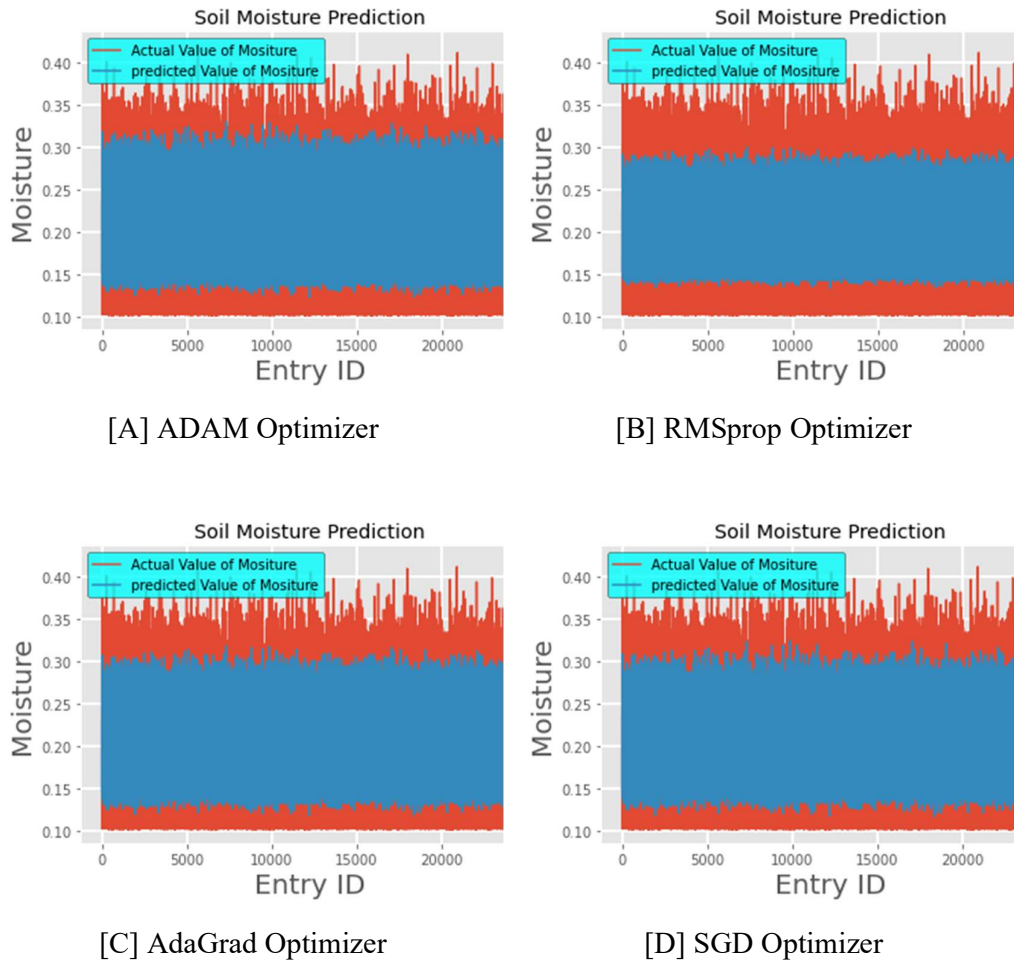 Soil Moisture Prediction
Actual Value of Mositure
predicted Value of Mositure
Moisture
0.40
0.35
0.30
0.25
0.20
0.15
0.10
0 5000 10000 15000 20000
Entry ID
[A] ADAM Optimizer
Soil Moisture Prediction
Actual Value of Mositure
predicted Value of Mositure
Moisture
0.40
0.35
0.30
0.25
0.20
0.15
0.10
0 5000 10000 15000 20000
Entry ID
[B] RMSprop Optimizer
Soil Moisture Prediction
Actual Value of Mositure
predicted Value of Mositure
Moisture
0.40
0.35
0.30
0.25
0.20
0.15
0.10
0 5000 10000 15000 20000
Entry ID
[C] AdaGrad Optimizer
Soil Moisture Prediction
Actual Value of Mositure
predicted Value of Mositure
Moisture
0.40
0.35
0.30
0.25
0.20
0.15
0.10
0 5000 10000 15000 20000
Entry ID
[D] SGD Optimizer